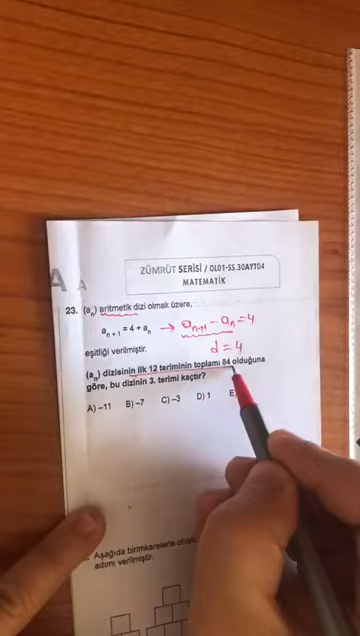 A A
ZÜMRÜT SERİSİ / OL01-SS.30AYT04
MATEMATİK
23. (aₙ) aritmetik dizi olmak üzere,
aₙ₊₁ = 4 + aₙ → aₙ₊₁ - aₙ = 4
d = 4
eşitliği verilmiştir.
(aₙ) dizisinin ilk 12 teriminin toplamı 84 olduğuna
göre, bu dizinin 3. terimi kaçtır?
A) –11 B) –7 C) –3 D) 1 E)
Aşağıda birimkarelerle
adımı verilmiştir.